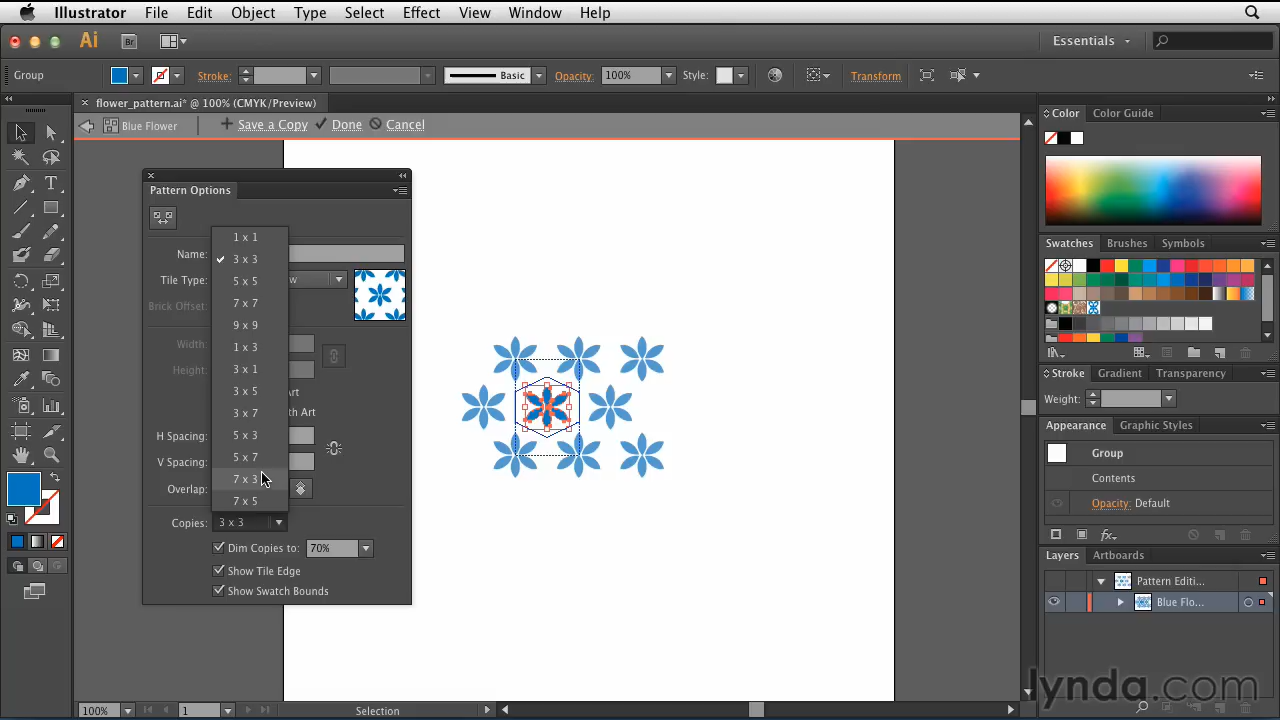 Illustrator File Edit Object Type Select Effect View Window Help
Ai Br Essentials
Group Stroke: Basic Opacity: 100% Style: Transform
flower_pattern.ai* @ 100% (CMYK/Preview)
Blue Flower + Save a Copy Done Cancel
Color Color Guide
Pattern Options
Name:
Tile Type: w
Brick Offset:
Width:
Height:
Art
th Art
H Spacing:
V Spacing:
Overlap:
1 x 1
3 x 3
5 x 5
7 x 7
9 x 9
1 x 3
3 x 1
3 x 5
3 x 7
5 x 3
5 x 7
7 x 3
7 x 5
Copies: 3 x 3
Dim Copies to: 70%
Show Tile Edge
Show Swatch Bounds
Swatches Brushes Symbols
Stroke Gradient Transparency
Weight:
Appearance Graphic Styles
Group
Contents
Opacity: Default
fx
Layers Artboards
Pattern Editi...
Blue Flo...
100% 1 Selection
lynda.com